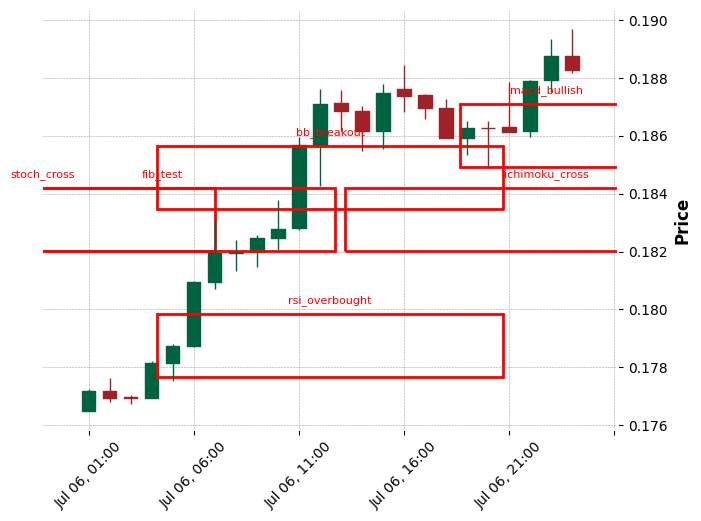 0.190
0.188
macd_bullish
0.186
bb_breakout
stoch_cross
fib_test
ichimoku_cross
0.184
Price
0.182
rsi_overbought
0.180
0.178
0.176
Jul 06, 01:00
Jul 06, 06:00
Jul 06, 11:00
Jul 06, 16:00
Jul 06, 21:00